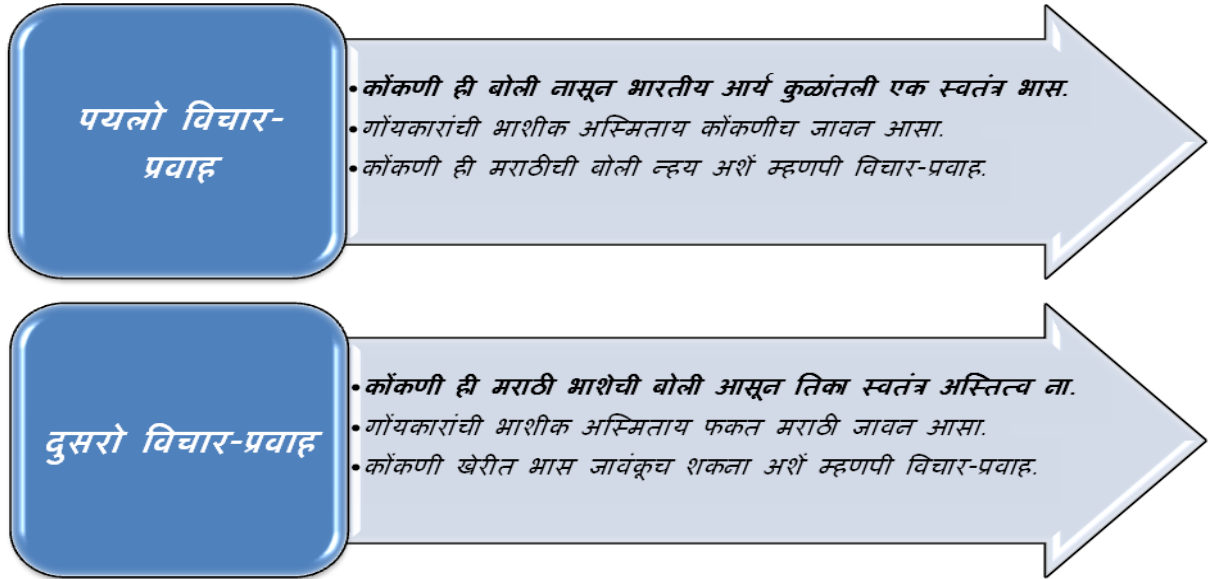 पयलो विचार-
प्रवाह
•कोंकणी ही बोली नासून भारतीय आर्य कुळांतली एक स्वतंत्र भास.
•गोंयकारांची भाशीक अस्मिताय कोंकणीच जावन आसा.
•कोंकणी ही मराठीची बोली न्हय अशें म्हणपी विचार-प्रवाह.
दुसरो विचार-प्रवाह
•कोंकणी ही मराठी भाशेची बोली आसून तिका स्वतंत्र अस्तित्व ना.
•गोंयकारांची भाशीक अस्मिताय फकत मराठी जावन आसा.
•कोंकणी खेरीत भास जावंकूच शकना अशें म्हणपी विचार-प्रवाह.